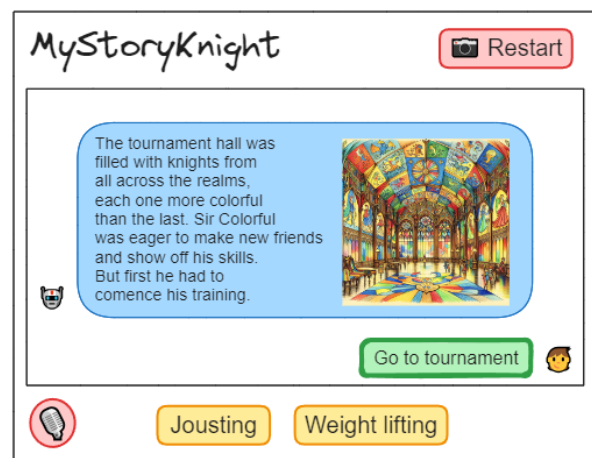 MyStoryKnight
Restart
The tournament hall was
filled with knights from
all across the realms,
each one more colorful
than the last. Sir Colorful
was eager to make new friends
and show off his skills.
But first he had to
comence his training.
Go to tournament
Jousting
Weight lifting